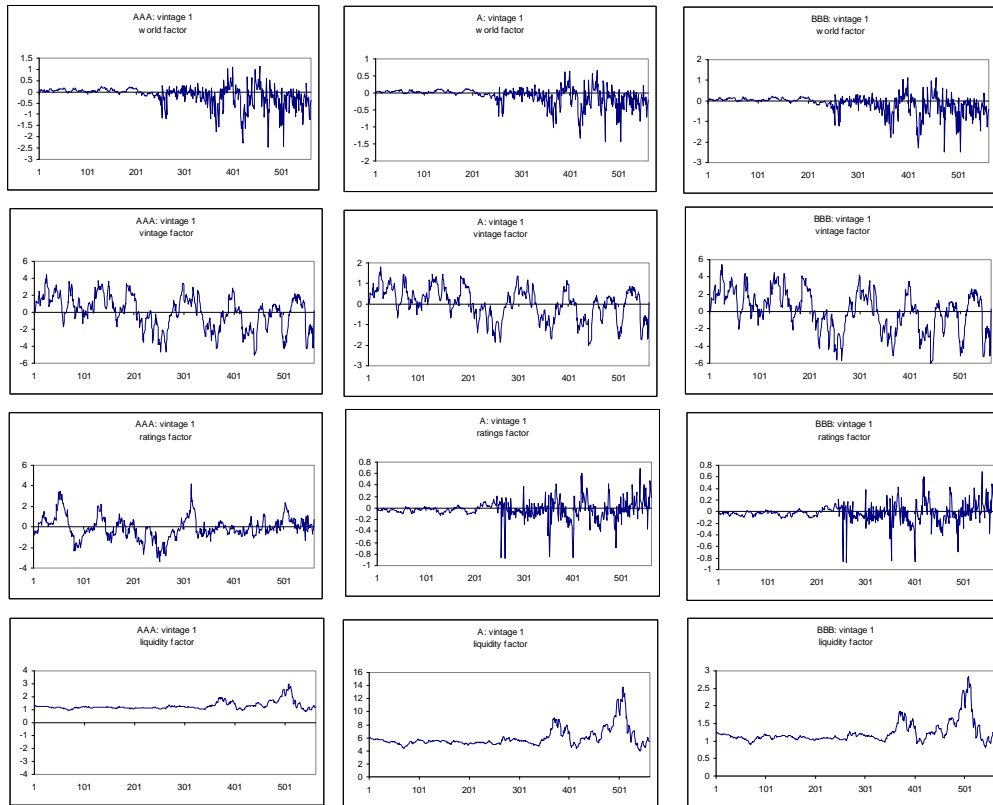 AAA: vintage 1
world factor
1.5
1
0.5
0
-0.5
-1
-1.5
-2
-2.5
-3
1 101 201 301 401 501
A: vintage 1
world factor
1
0.5
0
-0.5
-1
-1.5
-2
1 101 201 301 401 501
BBB: vintage 1
world factor
2
1
0
-1
-2
-3
1 101 201 301 401 501
AAA: vintage 1
vintage factor
6
4
2
0
-2
-4
-6
1 101 201 301 401 501
A: vintage 1
vintage factor
2
1
0
-1
-2
-3
1 101 201 301 401 501
BBB: vintage 1
vintage factor
6
4
2
0
-2
-4
-6
1 101 201 301 401 501
AAA: vintage 1
ratings factor
6
4
2
0
-2
-4
1 101 201 301 401 501
A: vintage 1
ratings factor
0.8
0.6
0.4
0.2
0
-0.2
-0.4
-0.6
-0.8
-1
1 101 201 301 401 501
BBB: vintage 1
ratings factor
0.8
0.6
0.4
0.2
0
-0.2
-0.4
-0.6
-0.8
-1
1 101 201 301 401 501
AAA: vintage 1
liquidity factor
4
3
2
1
0
-1
-2
-3
-4
1 101 201 301 401 501
A: vintage 1
liquidity factor
16
14
12
10
8
6
4
2
0
1 101 201 301 401 501
BBB: vintage 1
liquidity factor
3
2.5
2
1.5
1
0.5
0
1 101 201 301 401 501